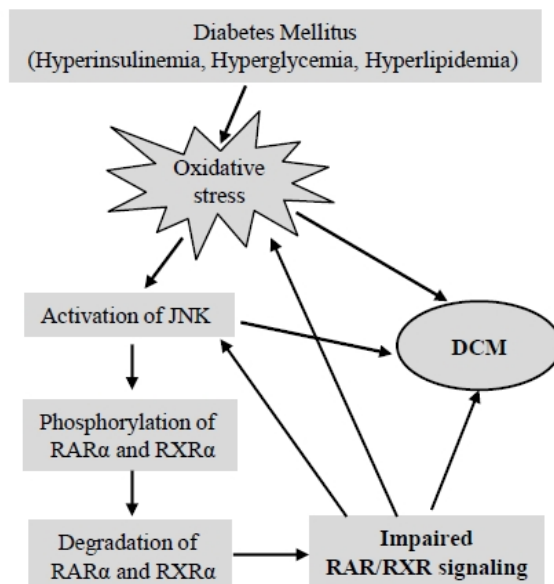 Diabetes Mellitus
(Hyperinsulinemia, Hyperglycemia, Hyperlipidemia)
Oxidative
stress
Activation of JNK
DCM
Phosphorylation of
RARα and RXRα
Degradation of
RARα and RXRα
Impaired
RAR/RXR signaling